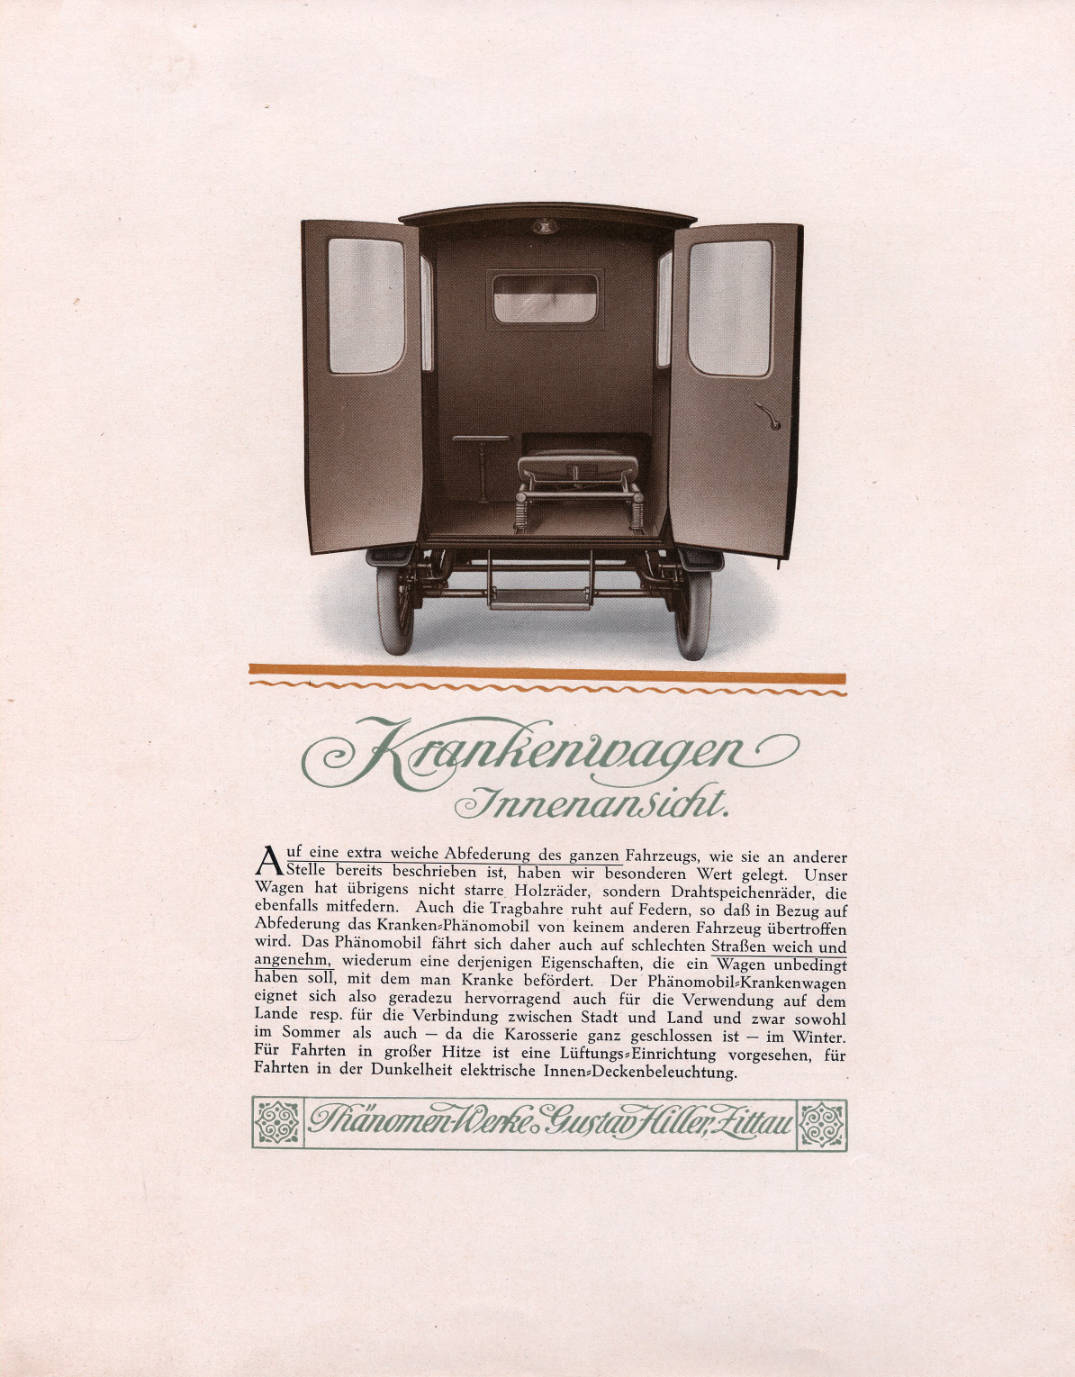 Krankenwagen
Innenansicht.
Auf eine extra weiche Abfederung des ganzen Fahrzeugs, wie sie an anderer
Stelle bereits beschrieben ist, haben wir besonderen Wert gelegt. Unser
Wagen hat übrigens nicht starre Holzräder, sondern Drahtspeichenräder, die
ebenfalls mitfedern. Auch die Tragbahre ruht auf Federn, so daß in Bezug auf
Abfederung das Kranken-Phänomobil von keinem anderen Fahrzeug übertroffen
wird. Das Phänomobil fährt sich daher auch auf schlechten Straßen weich und
angenehm, wiederum eine derjenigen Eigenschaften, die ein Wagen unbedingt
haben soll, mit dem man Kranke befördert. Der Phänomobil-Krankenwagen
eignet sich also geradezu hervorragend auch für die Verwendung auf dem
Lande resp. für die Verbindung zwischen Stadt und Land und zwar sowohl
im Sommer als auch — da die Karosserie ganz geschlossen ist — im Winter.
Für Fahrten in großer Hitze ist eine Lüftungs-Einrichtung vorgesehen, für
Fahrten in der Dunkelheit elektrische Innen-Deckenbeleuchtung.
Phänomen-Werke. Gustav Hiller, Zittau